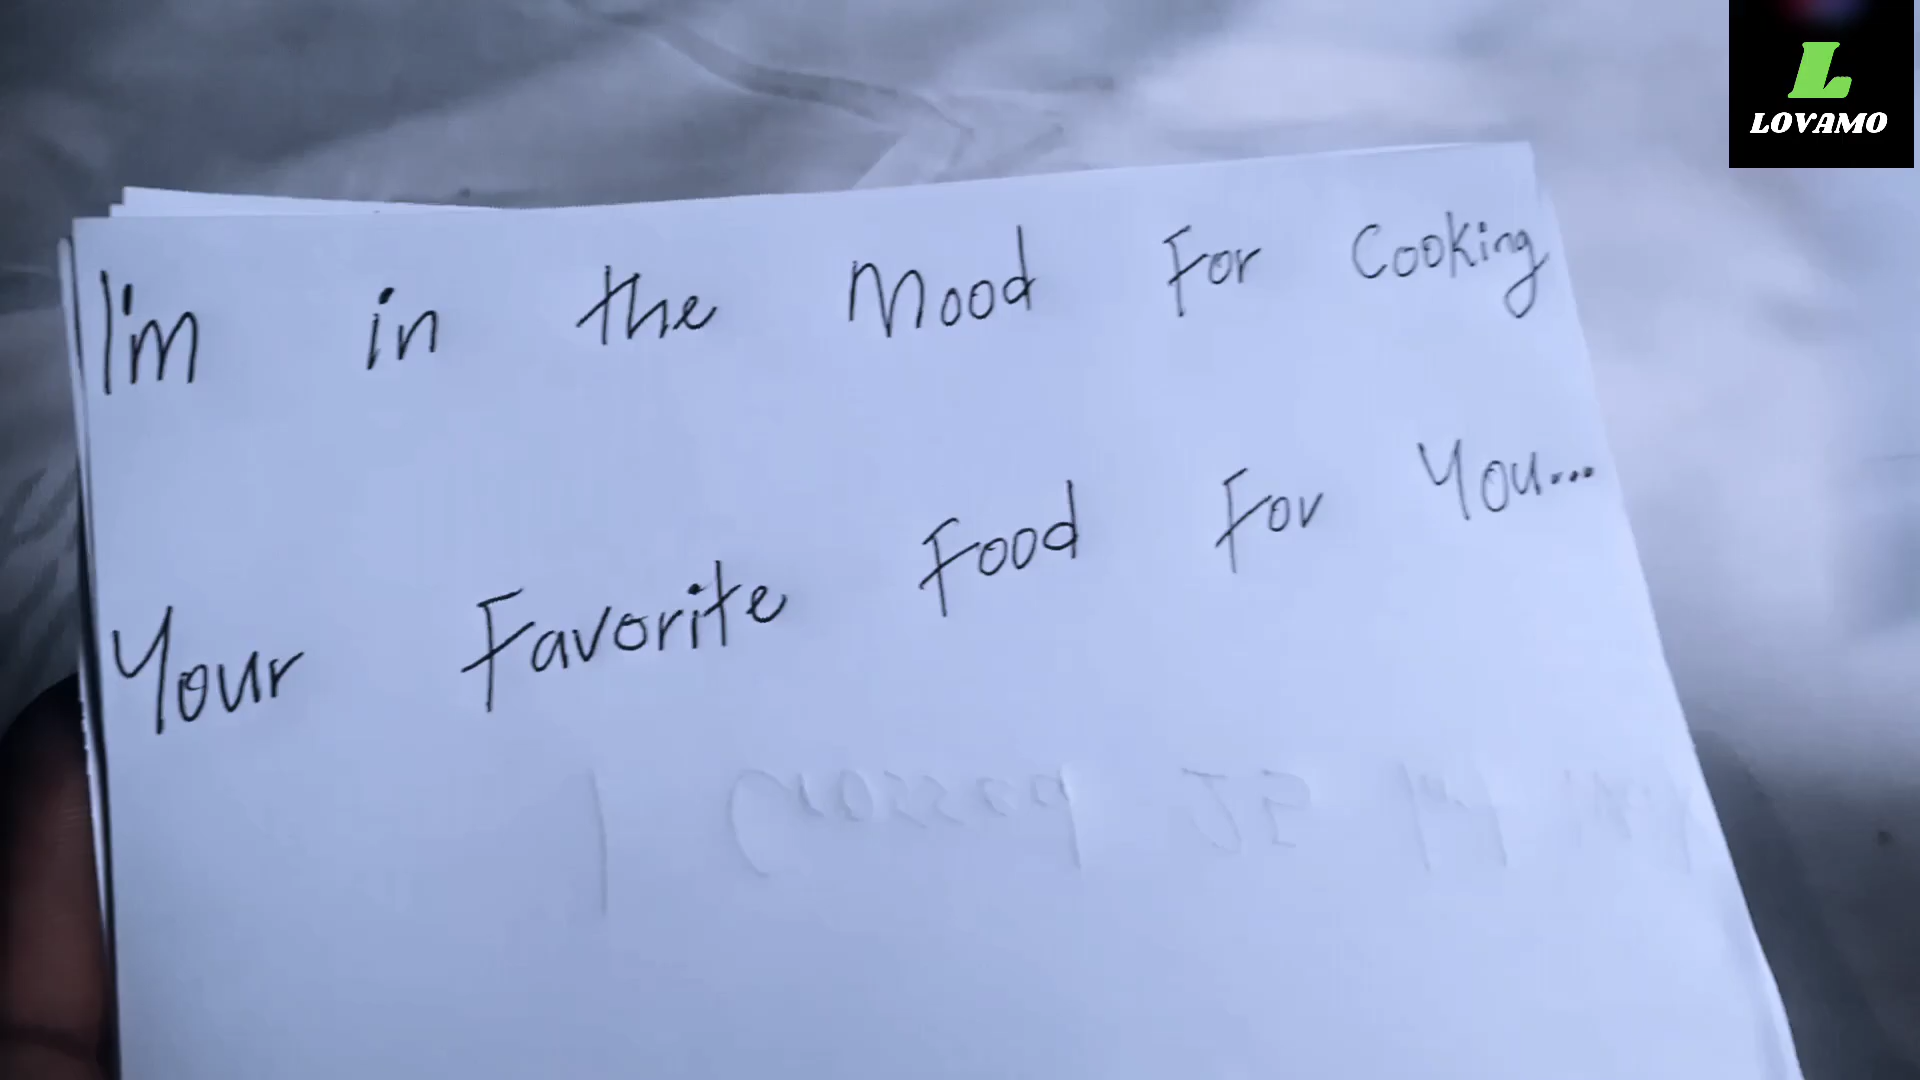 L
LOVAMO
I'm in the Mood For Cooking
Your Favorite Food For You...